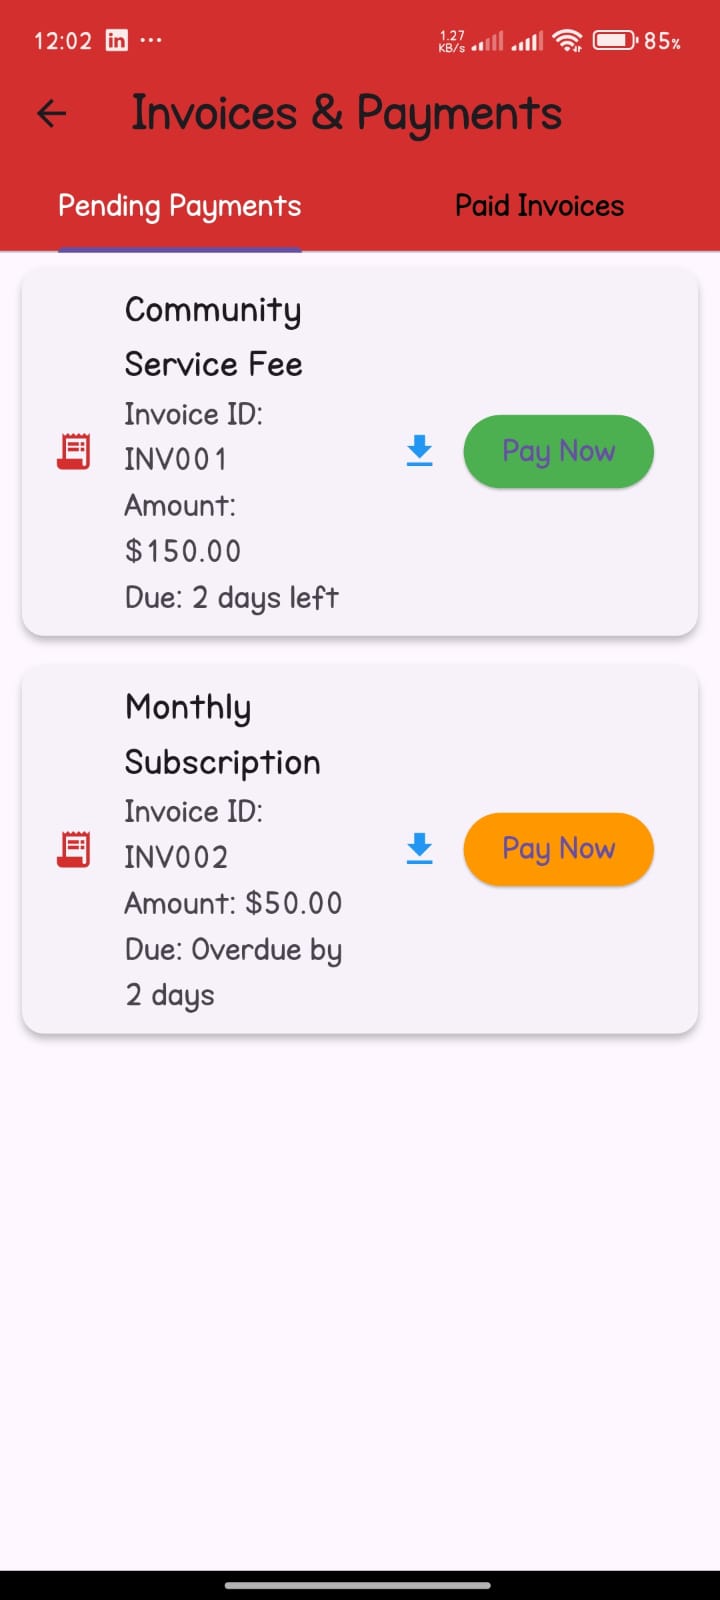 12:02 in ... 1.27 KB/s 85%
Invoices & Payments
Pending Payments Paid Invoices
Community
Service Fee
Invoice ID:
INV001
Amount:
$150.00
Due: 2 days left
Pay Now
Monthly
Subscription
Invoice ID:
INV002
Amount: $50.00
Due: Overdue by
2 days
Pay Now